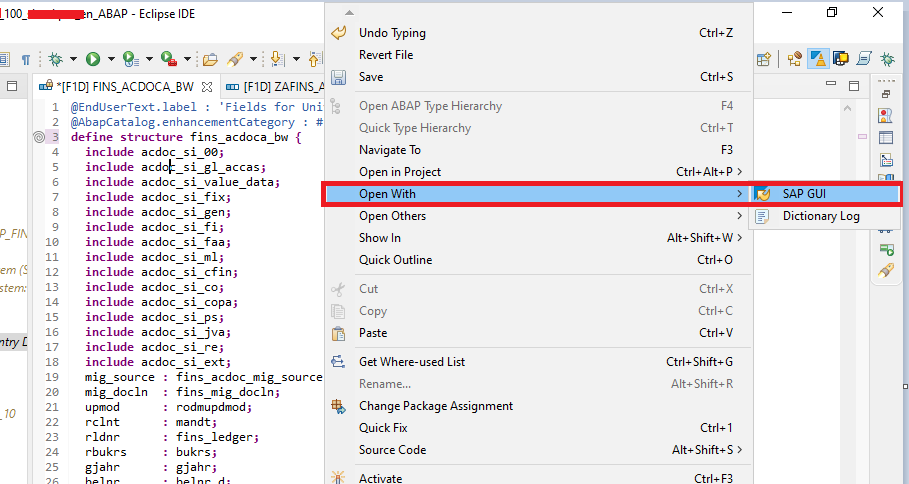 _100_ en_ABAP - Eclipse IDE
*[F1D] FINS_ACDOCA_BW
[F1D] ZAFINS_A
1 @EndUserText.label : 'Fields for Uni
2 @AbapCatalog.enhancementCategory : #
3 define structure fins_acdoca_bw {
4 include acdoc_si_00;
5 include acdoc_si_gl_accas;
6 include acdoc_si_value_data;
7 include acdoc_si_fix;
8 include acdoc_si_gen;
9 include acdoc_si_fi;
10 include acdoc_si_faa;
11 include acdoc_si_ml;
12 include acdoc_si_cfin;
13 include acdoc_si_co;
14 include acdoc_si_copa;
15 include acdoc_si_ps;
16 include acdoc_si_jva;
17 include acdoc_si_re;
18 include acdoc_si_ext;
19 mig_source : fins_acdoc_mig_source
20 mig_docln : fins_mig_docln;
21 upmod : rodmupdmod;
22 rclnt : mandt;
23 rldnr : fins_ledger;
24 rbukrs : bukrs;
25 gjahr : gjahr;
26 belnr : belnr_d;
P_FIN
em (S
stem:
ntry D
_10
Undo Typing Ctrl+Z
Revert File
Save Ctrl+S
Open ABAP Type Hierarchy F4
Quick Type Hierarchy Ctrl+T
Navigate To F3
Open in Project Ctrl+Alt+P >
Open With >
Open Others >
Show In Alt+Shift+W >
Quick Outline Ctrl+O
Cut Ctrl+X
Copy Ctrl+C
Paste Ctrl+V
Get Where-used List Ctrl+Shift+G
Rename... Alt+Shift+R
Change Package Assignment
Quick Fix Ctrl+1
Source Code Alt+Shift+S >
Activate Ctrl+F3
SAP GUI
Dictionary Log